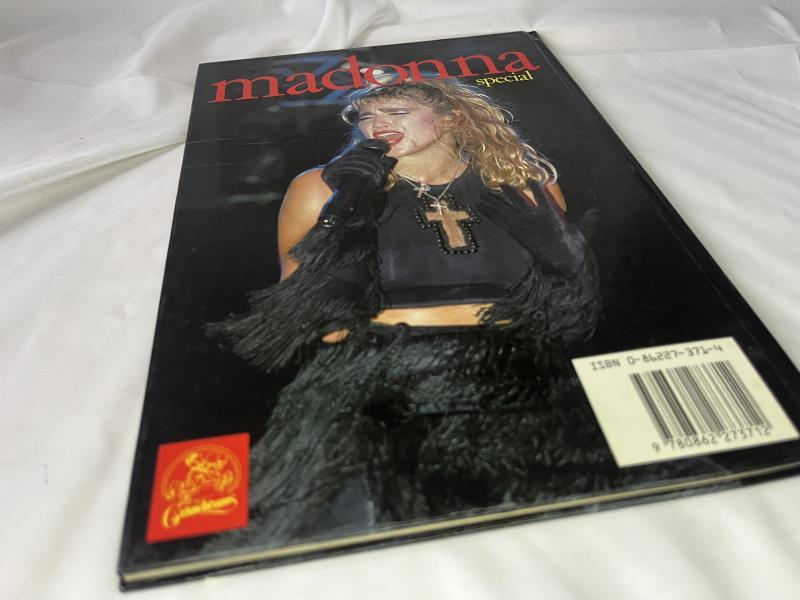 madonna
special
ISBN 0-86227-371-4
9 780862 273712